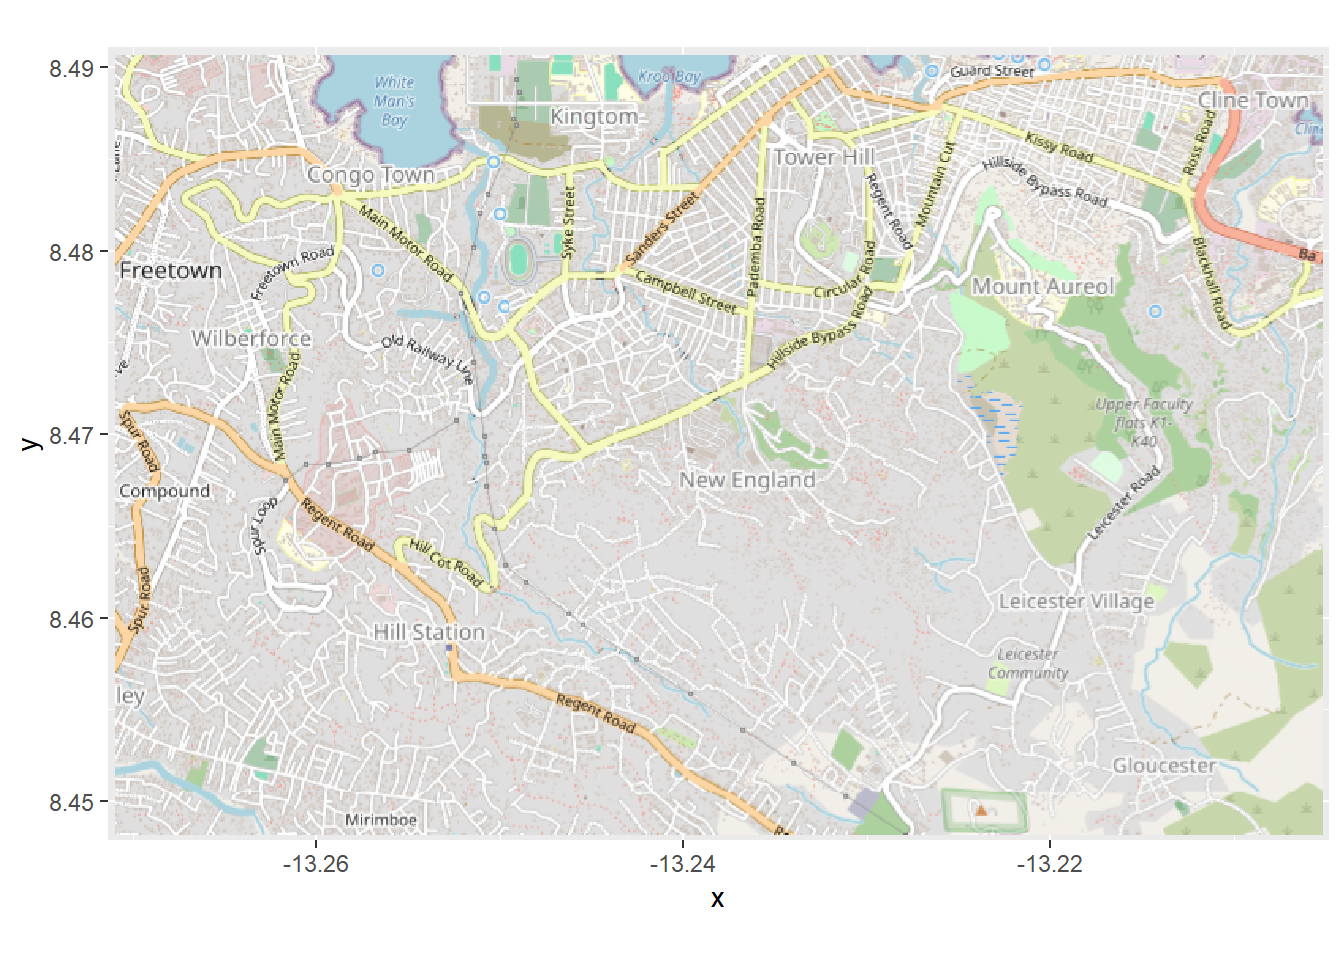 8.49
8.48
8.47
8.46
8.45
y
White
Man's
Bay
Kroo Bay
Guard Street
Cline Town
Kingtom
Kissy Road
Ross Road
Tower Hill
Congo Town
Hillside Bypass Road
Mountain Cut
Regent Road
Main Motor Road
Syke Street
Sanders Street
Pademba Road
Circular Road
Blackhall Road
Ba
Freetown
Freetown Road
Campbell Street
Mount Aureol
Wilberforce
Old Railway Line
Hillside Bypass Road
Main Motor Road
Upper Faculty
flats K1-
K40
Spur Road
New England
Compound
Spur Loop
Regent Road
Leicester Road
Hill Cot Road
Spur Road
Leicester Village
Hill Station
Leicester
Community
ley
Regent Road
Gloucester
Mirimboe
-13.26
-13.24
-13.22
x